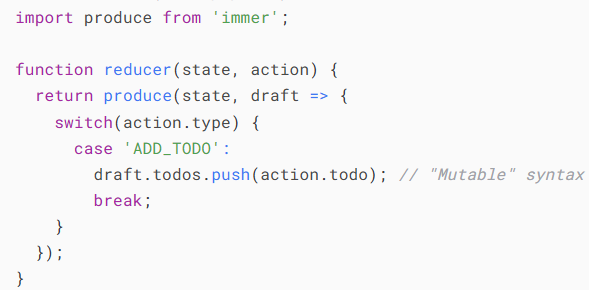 import produce from 'immer';
function reducer(state, action) {
return produce(state, draft => {
switch(action.type) {
case 'ADD_TODO':
draft.todos.push(action.todo); // "Mutable" syntax
break;
}
});
}